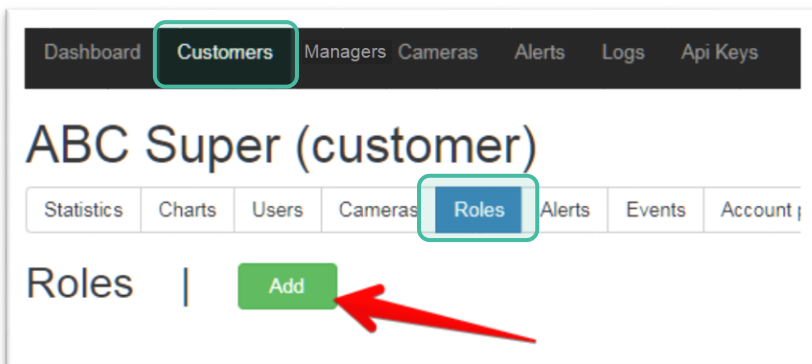 Dashboard Customers Managers Cameras Alerts Logs Api Keys
ABC Super (customer)
Statistics Charts Users Cameras Roles Alerts Events Account
Roles | Add